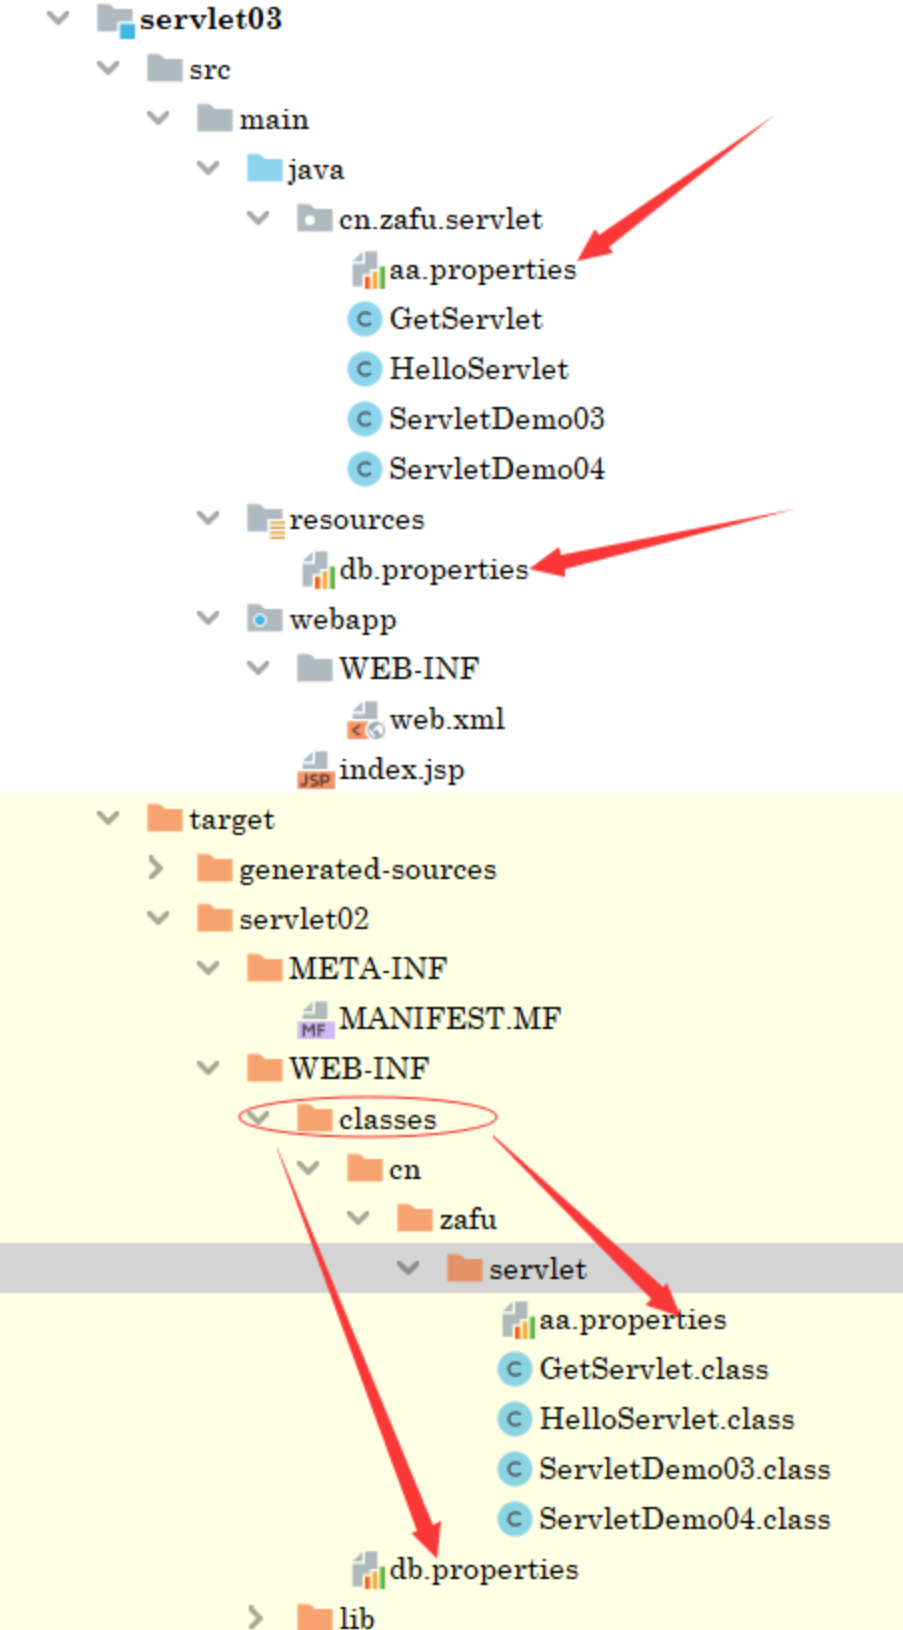 servlet03
src
main
java
cn.zafu.servlet
aa.properties
GetServlet
HelloServlet
ServletDemo03
ServletDemo04
resources
db.properties
webapp
WEB-INF
web.xml
index.jsp
target
generated-sources
servlet02
META-INF
MANIFEST.MF
WEB-INF
classes
cn
zafu
servlet
aa.properties
GetServlet.class
HelloServlet.class
ServletDemo03.class
ServletDemo04.class
db.properties
lib